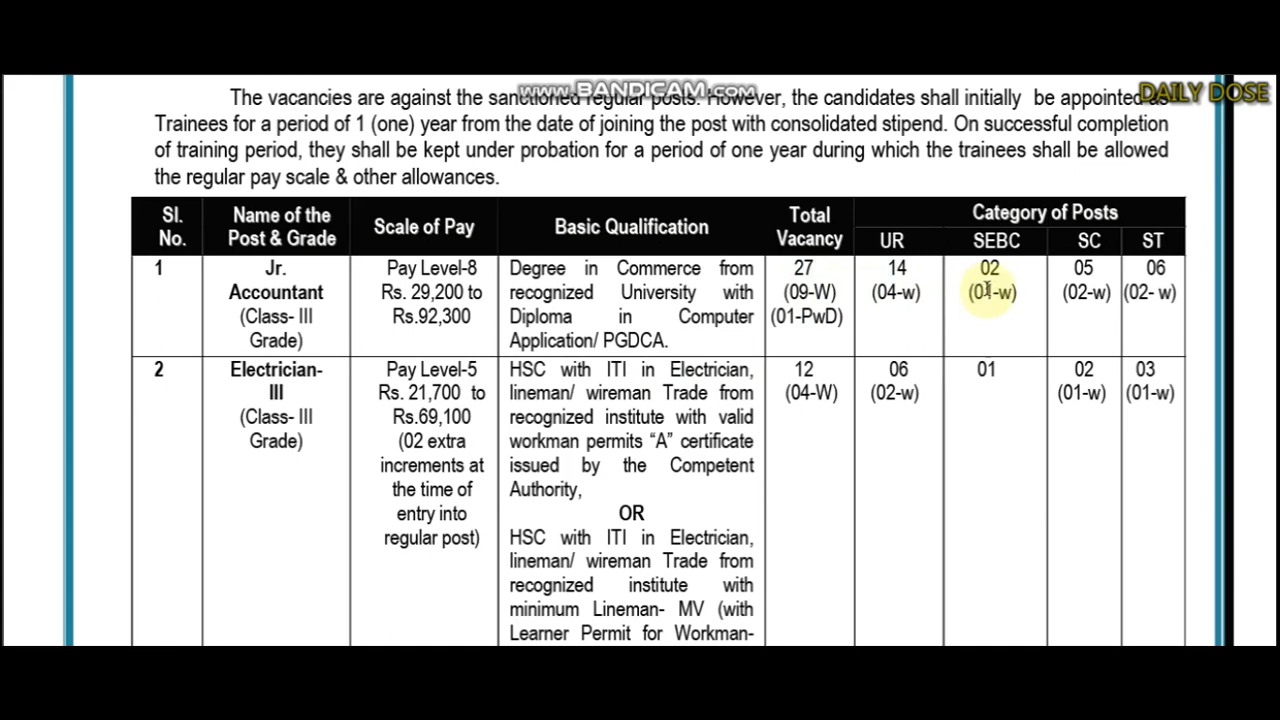 www.BANDICAM.com
DAILY DOSE
The vacancies are against the sanctioned regular posts. However, the candidates shall initially be appointed as
Trainees for a period of 1 (one) year from the date of joining the post with consolidated stipend. On successful completion
of training period, they shall be kept under probation for a period of one year during which the trainees shall be allowed
the regular pay scale & other allowances.
Sl. No. Name of the Post & Grade Scale of Pay Basic Qualification Total Vacancy Category of Posts
UR SEBC SC ST
1 Jr. Pay Level-8 Degree in Commerce from 27 14 02 05 06
Accountant Rs. 29,200 to recognized University with (09-W) (04-w) (01-w) (02-w) (02- w)
(Class- III Rs.92,300 Diploma in Computer (01-PwD)
Grade) Application/ PGDCA.
2 Electrician- Pay Level-5 HSC with ITI in Electrician, 12 06 01 02 03
III Rs. 21,700 to lineman/ wireman Trade from (04-W) (02-w) (01-w) (01-w)
(Class- III Rs.69,100 recognized institute with valid
Grade) (02 extra workman permits “A” certificate
increments at issued by the Competent
the time of Authority,
entry into OR
regular post) HSC with ITI in Electrician,
lineman/ wireman Trade from
recognized institute with
minimum Lineman- MV (with
Learner Permit for Workman-